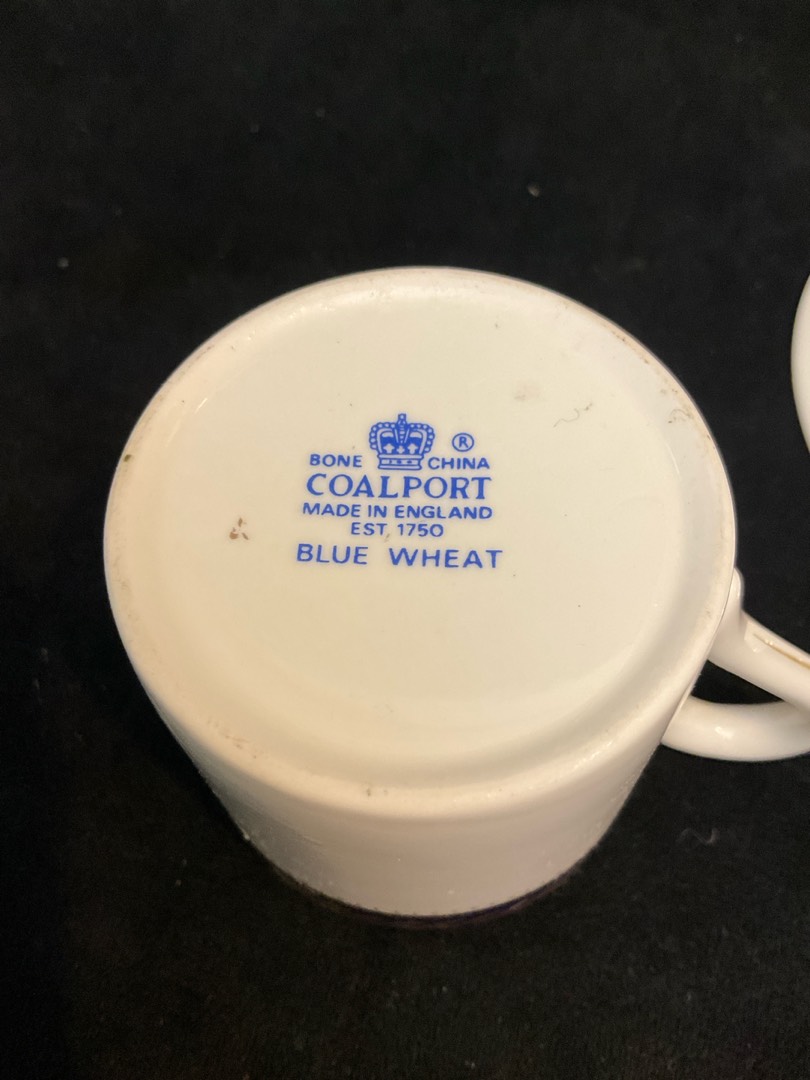 ®
BONE CHINA
COALPORT
MADE IN ENGLAND
EST. 1750
BLUE WHEAT